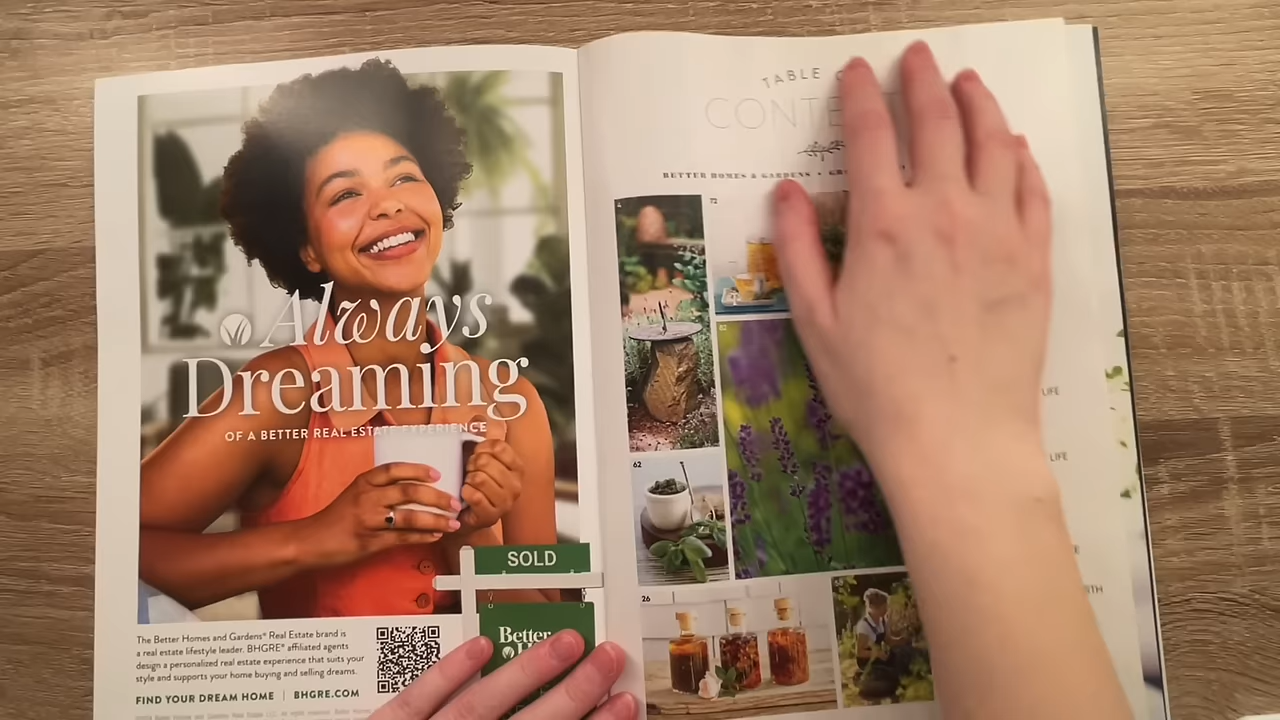 Always
Dreaming
OF A BETTER REAL ESTATE EXPERIENCE
SOLD
Better
The Better Homes and Gardens® Real Estate brand is
a real estate lifestyle leader. BHGRE® affiliated agents
design a personalized real estate experience that suits your
style and supports your home buying and selling dreams.
FIND YOUR DREAM HOME | BHGRE.COM
TABLE
CONTE
BETTER HOMES & GARDENS •
72
82
62
26
LIFE
LIFE